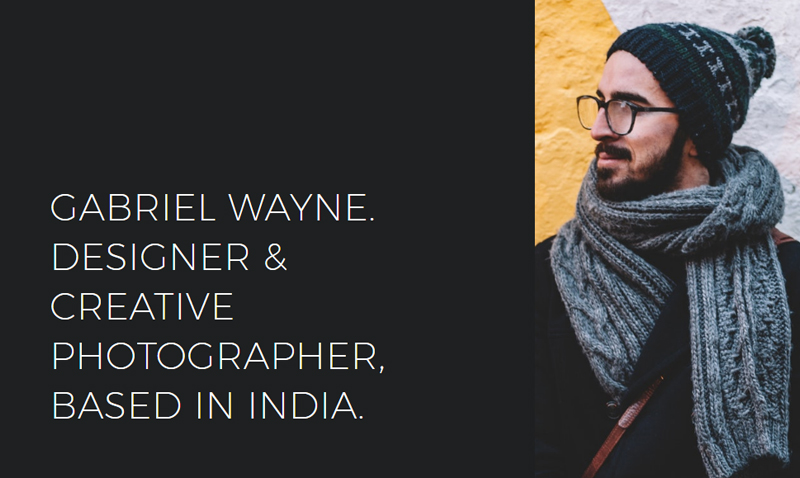 GABRIEL WAYNE.
DESIGNER &
CREATIVE
PHOTOGRAPHER,
BASED IN INDIA.